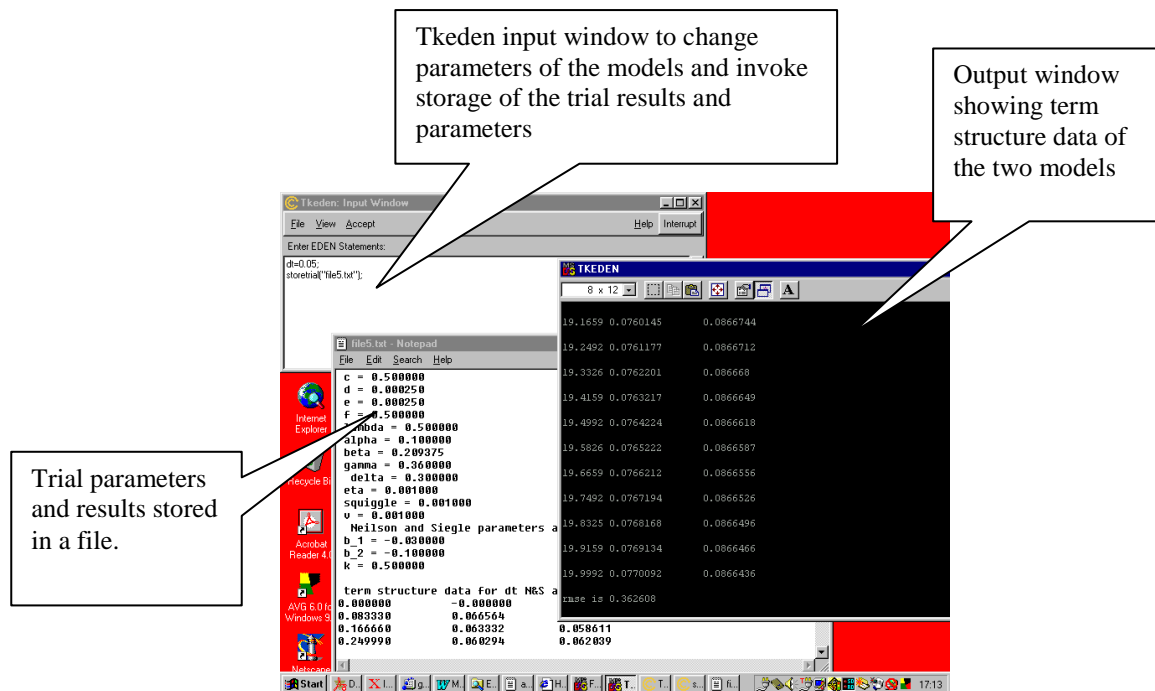 Tkeden input window to change
parameters of the models and invoke
storage of the trial results and
parameters
Output window
showing term
structure data of
the two models
Tkeden: Input Window
File View Accept
Help Interrupt
Enter EDEN Statements:
dt=0.05;
storetrial("file5.txt");
TKEDEN
8 x 12
A
19.1659 0.0760145 0.0866744
19.2492 0.0761177 0.0866712
19.3326 0.0762201 0.086668
19.4159 0.0763217 0.0866649
19.4992 0.0764224 0.0866618
19.5826 0.0765222 0.0866587
19.6659 0.0766212 0.0866556
19.7492 0.0767194 0.0866526
19.8325 0.0768168 0.0866496
19.9159 0.0769134 0.0866466
19.9992 0.0770092 0.0866436
rmse is 0.362608
file5.txt - Notepad
File Edit Search Help
c = 0.500000
d = 0.000250
e = 0.000250
f = 0.500000
lambda = 0.500000
alpha = 0.100000
beta = 0.209375
gamma = 0.360000
delta = 0.300000
eta = 0.001000
squiggle = 0.001000
v = 0.001000
Neilson and Siegle parameters a
b_1 = -0.030000
b_2 = -0.100000
k = 0.500000
term structure data for dt N&S a
0.000000 -0.000000
0.083330 0.066564
0.166660 0.063332 0.058611
0.249990 0.060294 0.062039
Trial parameters
and results stored
in a file.
Internet
Explorer
Recycle Bi
Acrobat
Reader 4.0
AVG 6.0 fo
Windows 9
Netscape
Start D.. X I... g.. M.. E.. a.. H.. F.. T.. T.. s... fi... 17:13